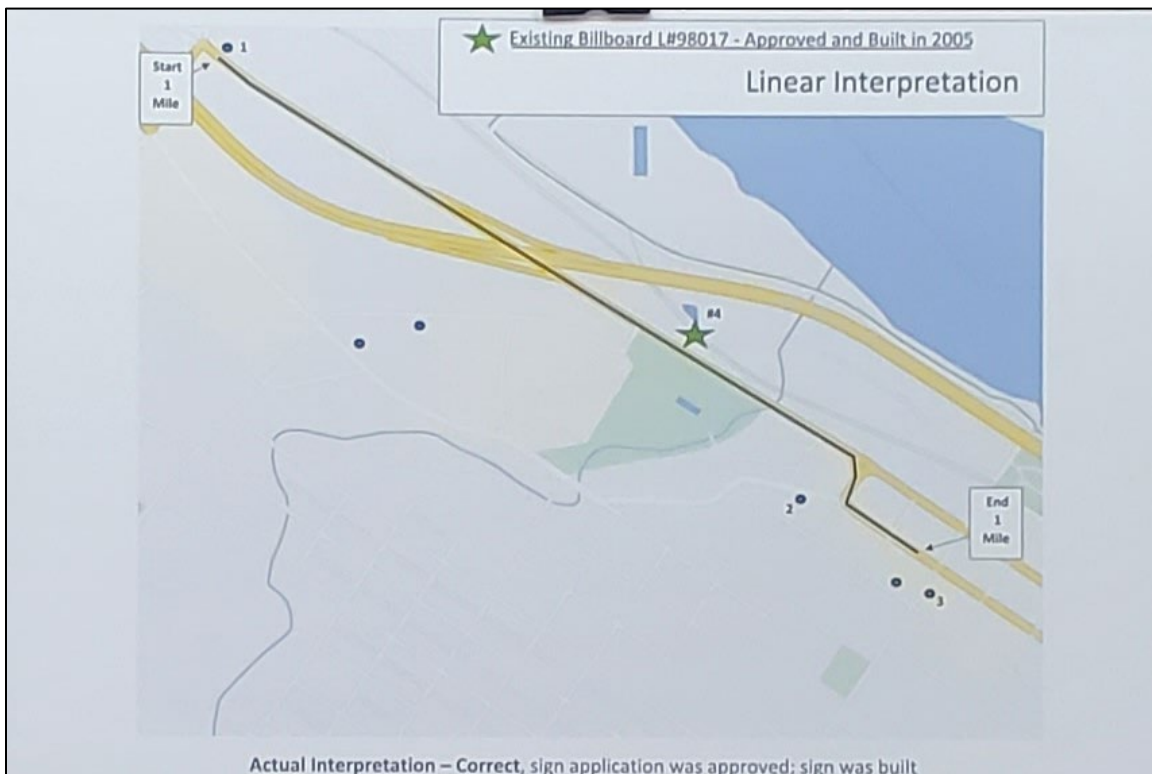 Existing Billboard L#98017 - Approved and Built in 2005
Linear Interpretation
Start
1
Mile
1
#4
2
End
1
Mile
3
Actual Interpretation – Correct, sign application was approved; sign was built